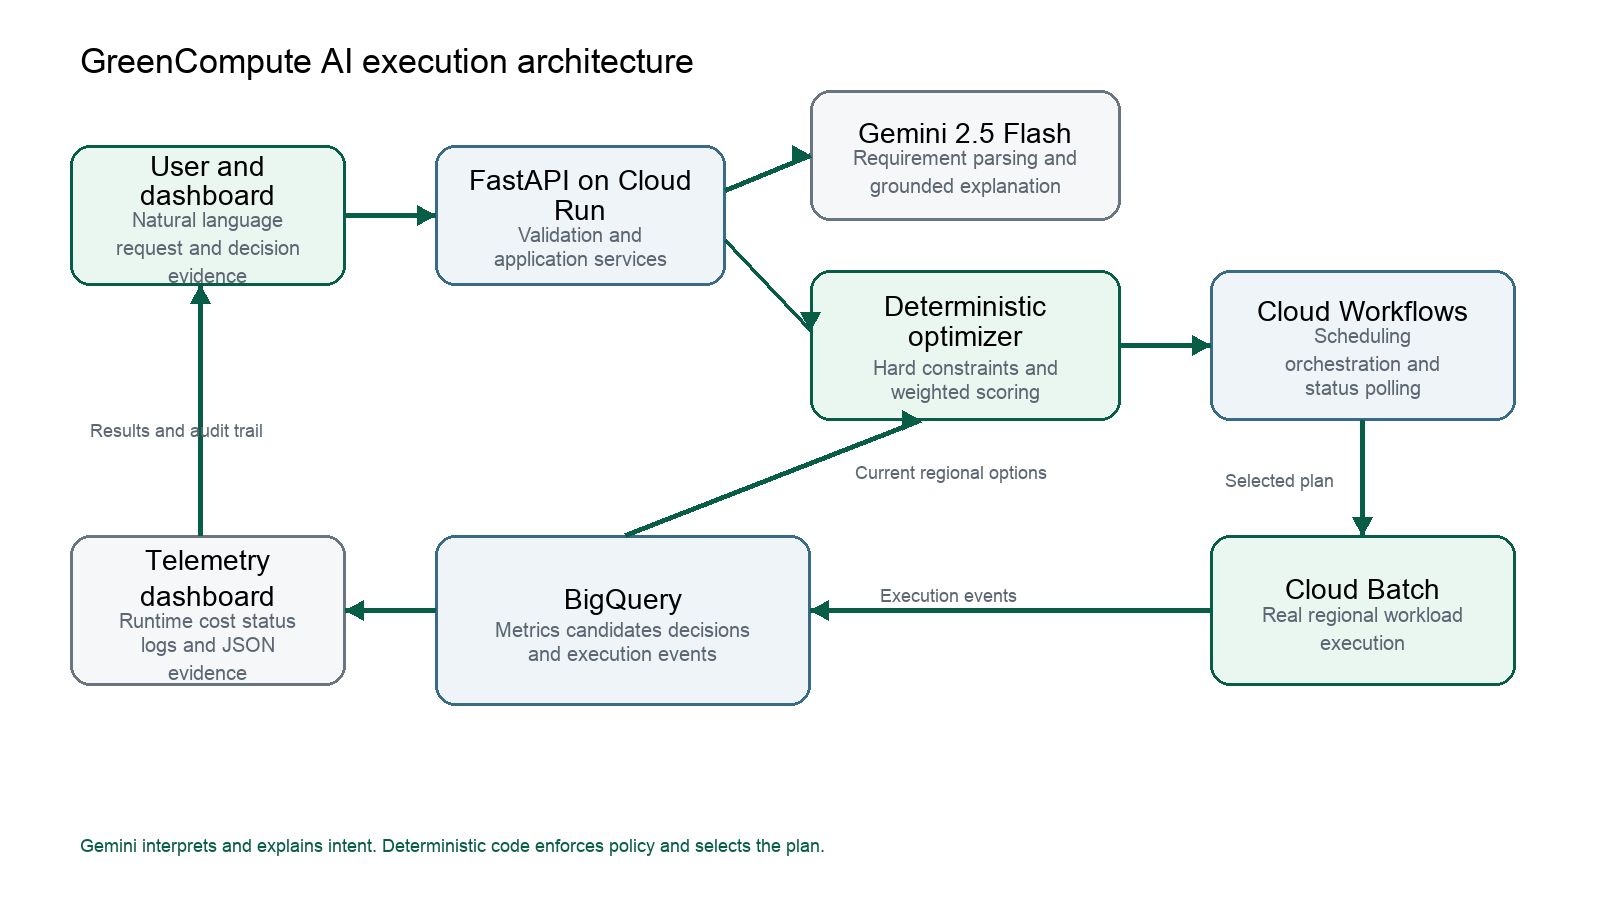 GreenCompute AI execution architecture
User and
dashboard
Natural language
request and decision
evidence
FastAPI on Cloud
Run
Validation and
application services
Gemini 2.5 Flash
Requirement parsing and
grounded explanation
Deterministic
optimizer
Hard constraints and
weighted scoring
Cloud Workflows
Scheduling
orchestration and
status polling
Results and audit trail
Current regional options
Selected plan
Telemetry
dashboard
Runtime cost status
logs and JSON
evidence
BigQuery
Metrics candidates decisions
and execution events
Execution events
Cloud Batch
Real regional workload
execution
Gemini interprets and explains intent. Deterministic code enforces policy and selects the plan.